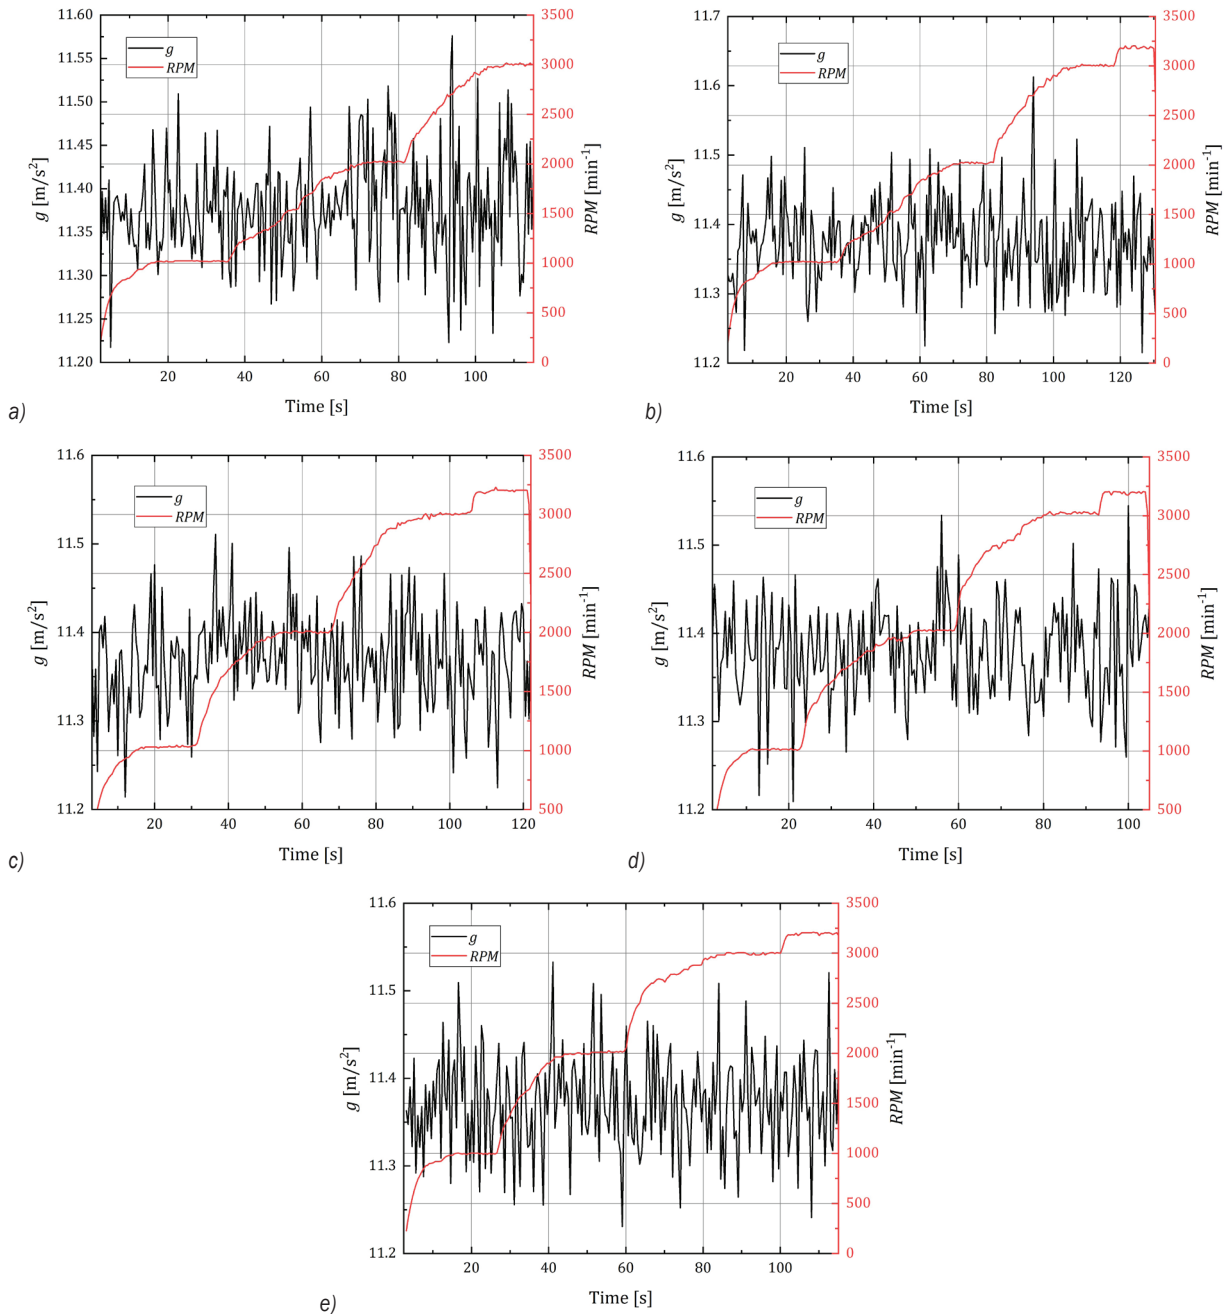 11.60
11.55
11.50
11.45
11.40
11.35
11.30
11.25
11.20
g [m/s²]
g
RPM
3500
3000
2500
2000
1500
1000
500
0
RPM [min⁻¹]
20 40 60 80 100
Time [s]
a)
11.7
11.6
11.5
11.4
11.3
11.2
g [m/s²]
g
RPM
3500
3000
2500
2000
1500
1000
500
0
RPM [min⁻¹]
20 40 60 80 100 120
Time [s]
b)
11.6
11.5
11.4
11.3
11.2
g [m/s²]
g
RPM
3500
3000
2500
2000
1500
1000
500
RPM [min⁻¹]
20 40 60 80 100 120
Time [s]
c)
11.6
11.5
11.4
11.3
11.2
g [m/s²]
g
RPM
3500
3000
2500
2000
1500
1000
500
RPM [min⁻¹]
20 40 60 80 100
Time [s]
d)
11.6
11.5
11.4
11.3
11.2
g [m/s²]
g
RPM
3500
3000
2500
2000
1500
1000
500
0
RPM [min⁻¹]
20 40 60 80 100
Time [s]
e)